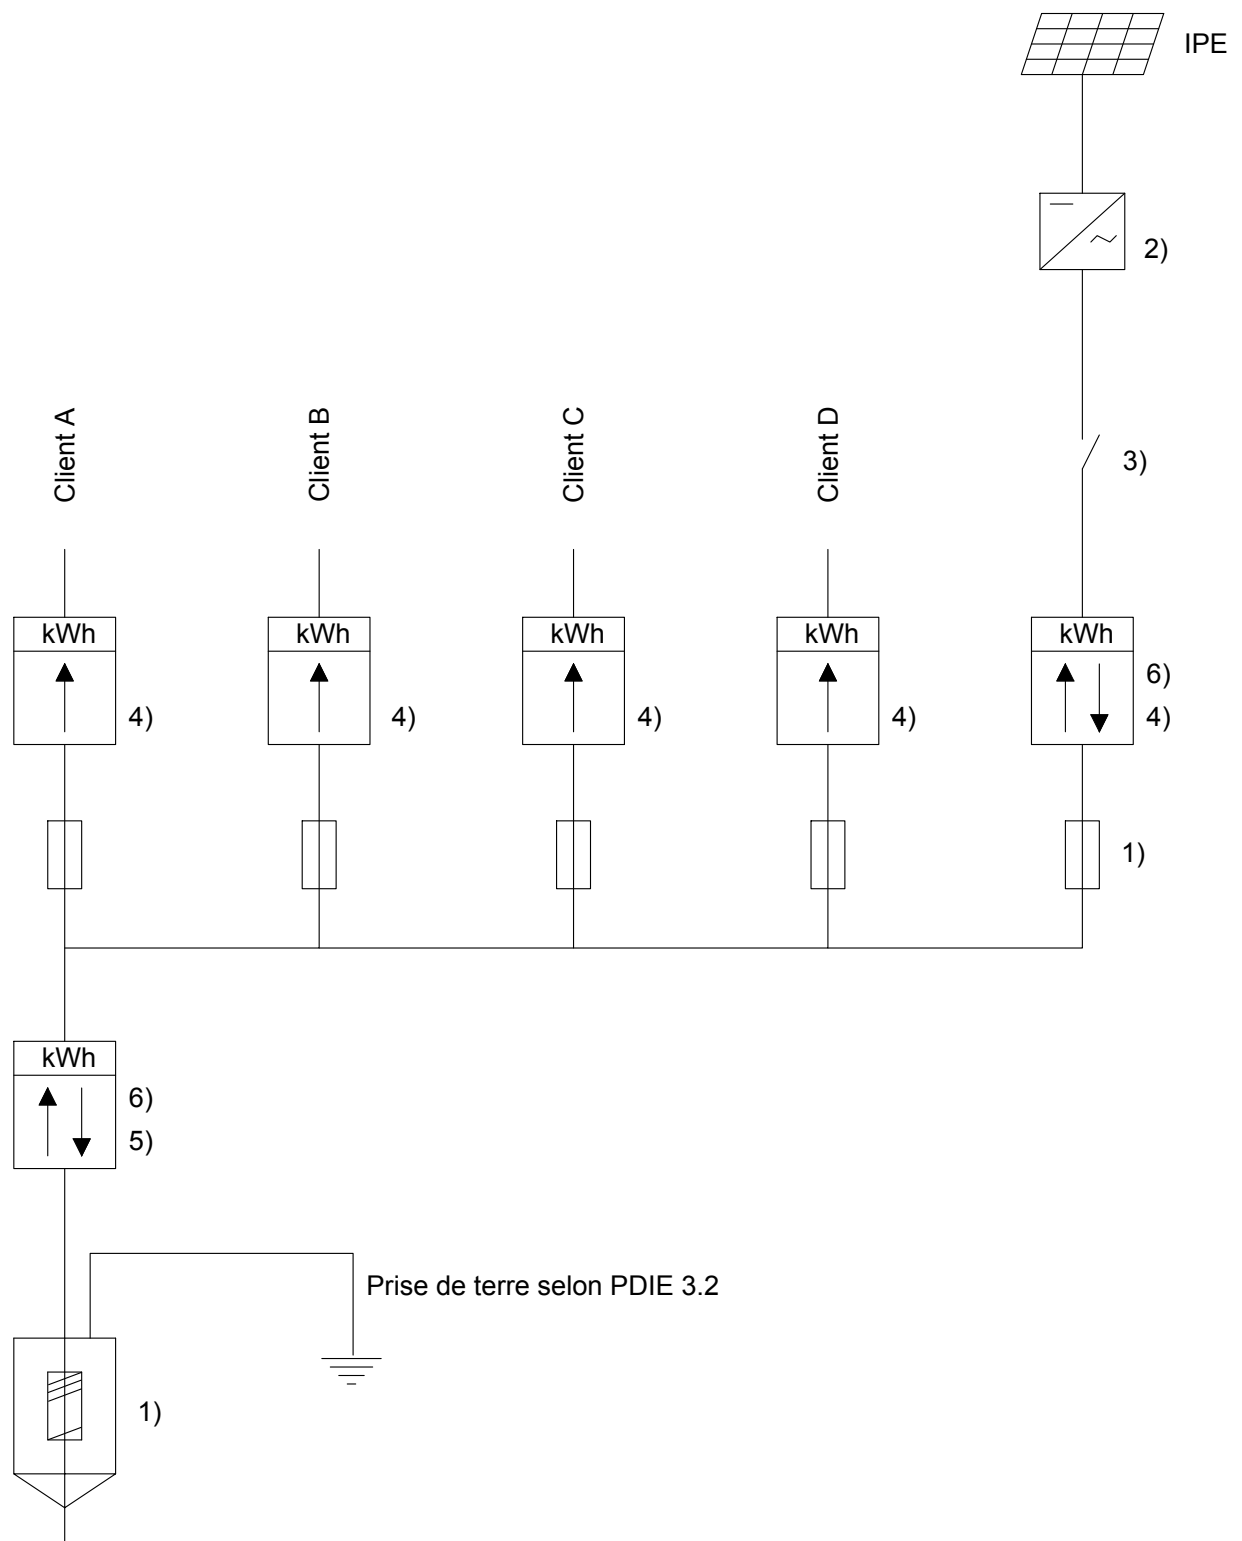 IPE
2)
Client A
Client B
Client C
Client D
3)
kWh
kWh
kWh
kWh
kWh
6)
4)
4)
4)
4)
4)
1)
kWh
6)
5)
Prise de terre selon PDIE 3.2
1)